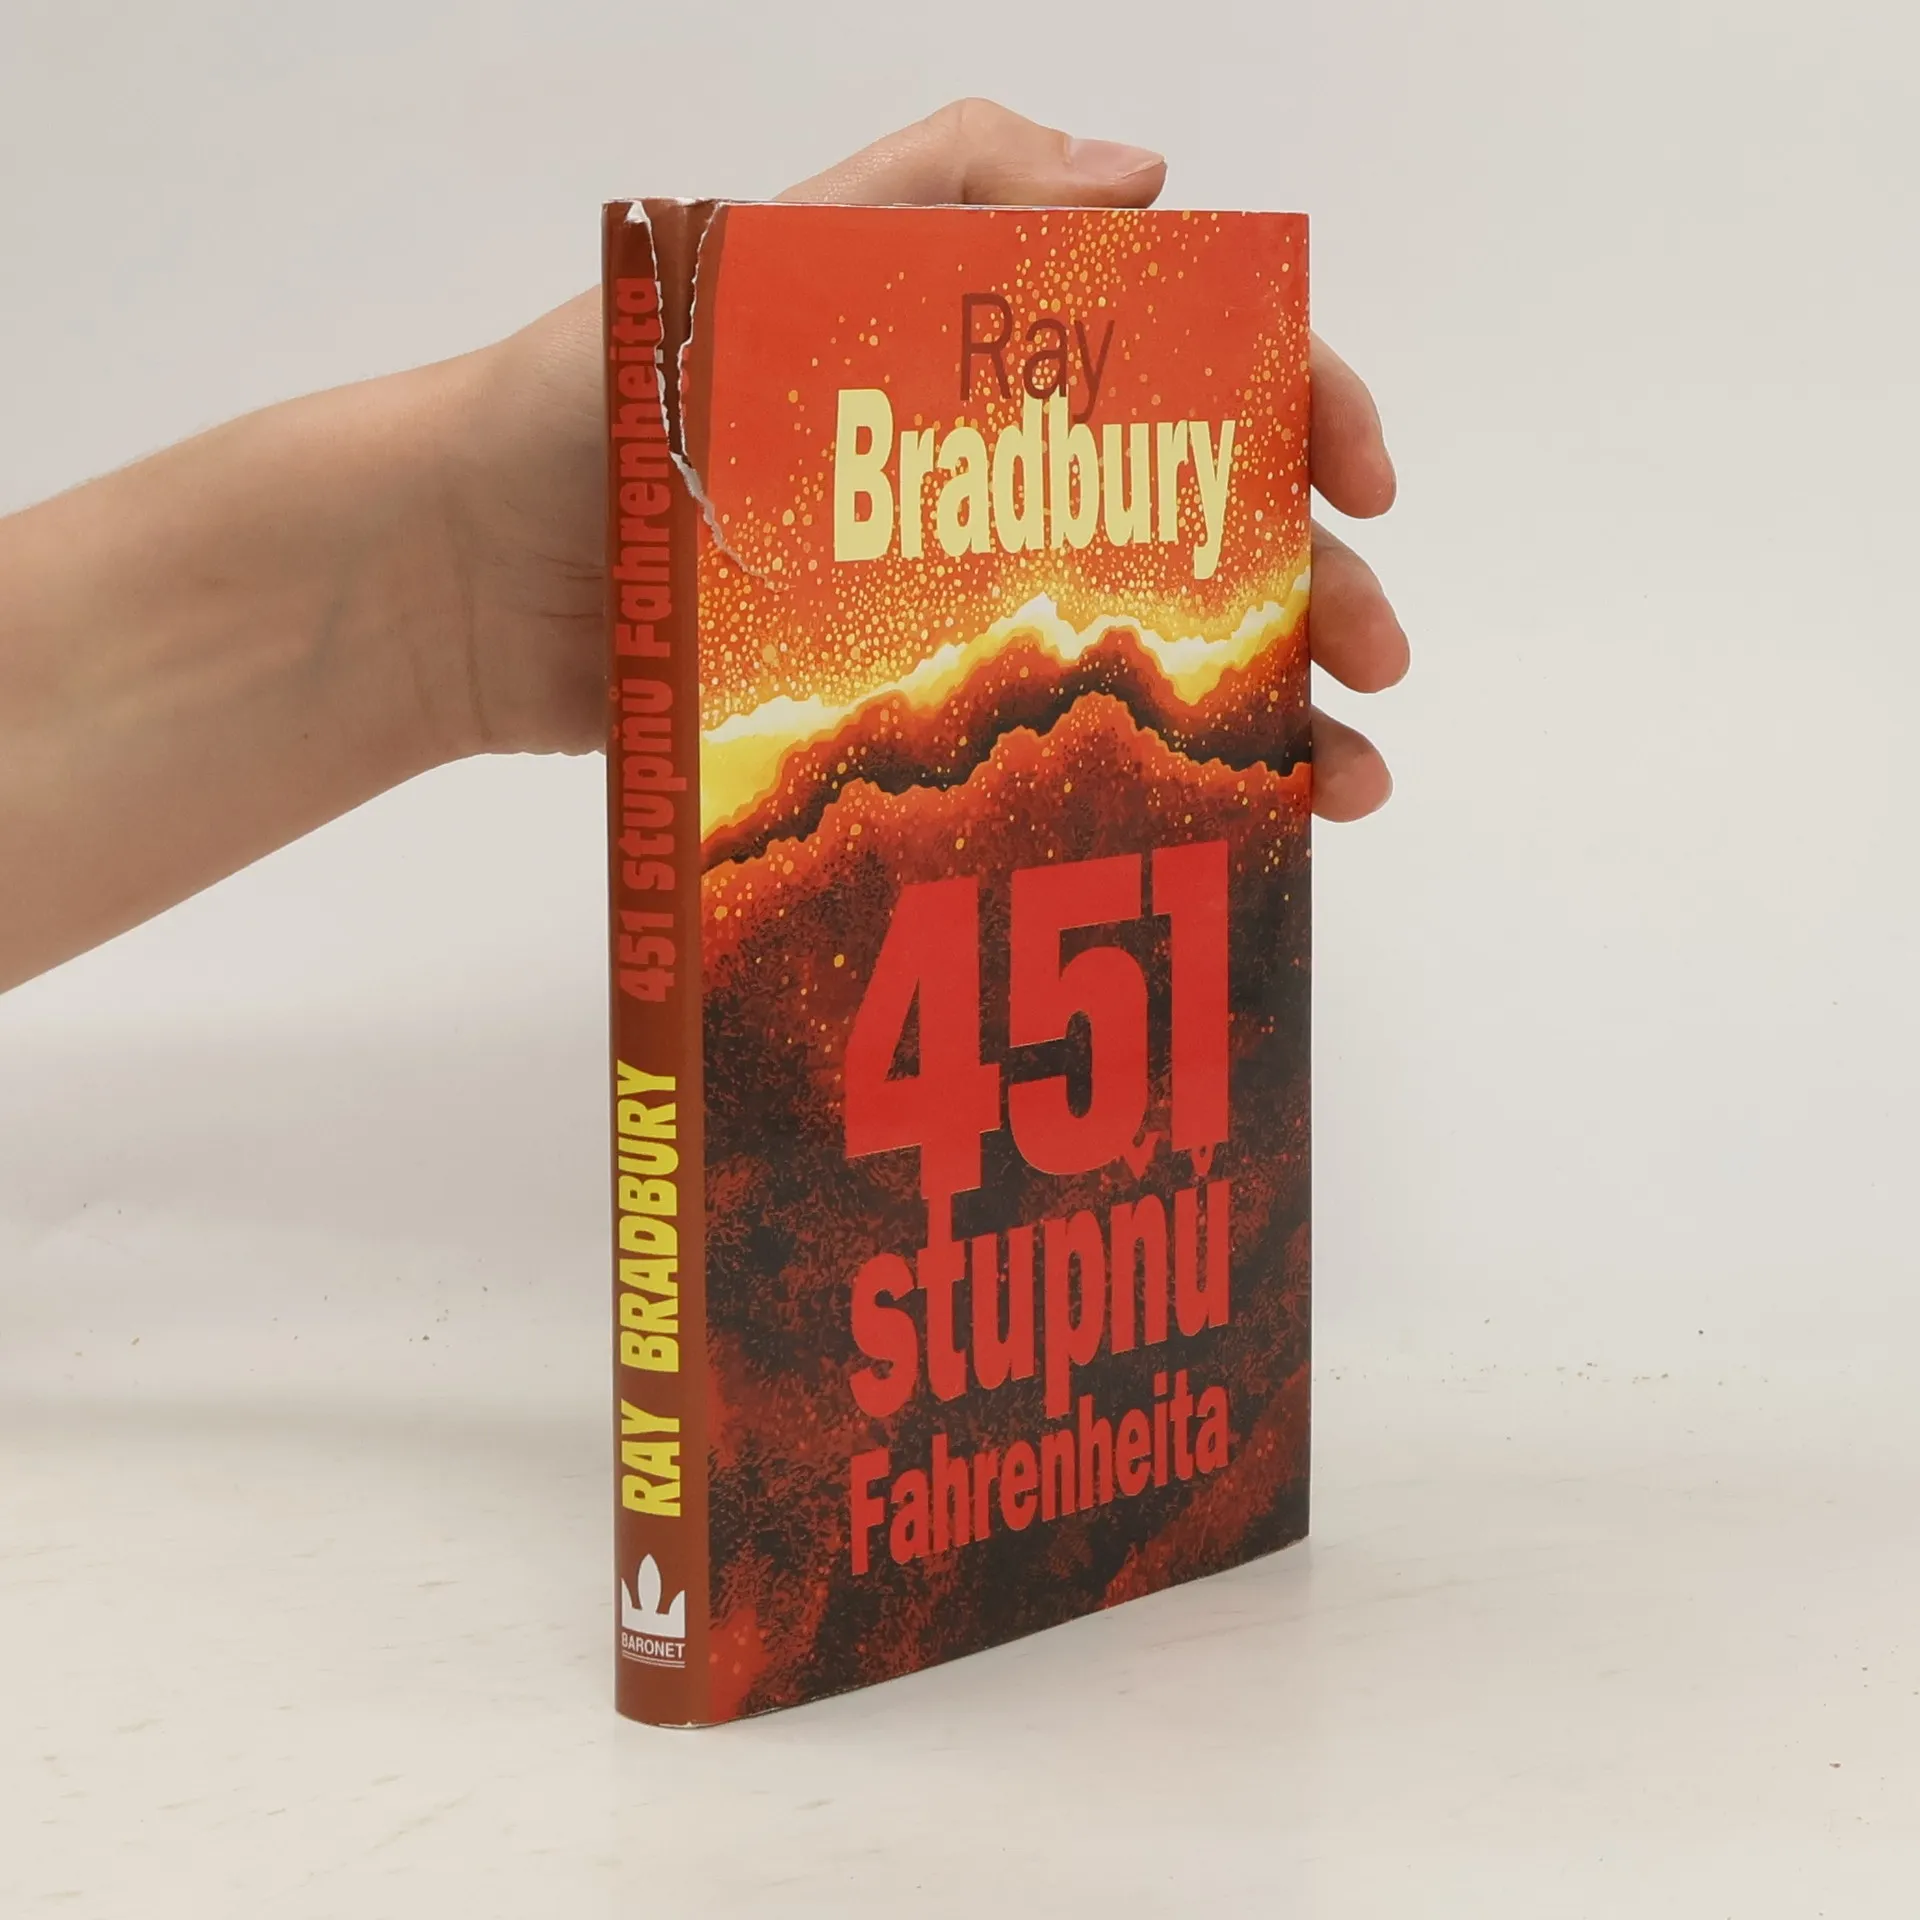 Ray
Bradbury
451
stupňů
Fahrenheita
RAY BRADBURY 451 stupňů Fahrenheita
BARONET